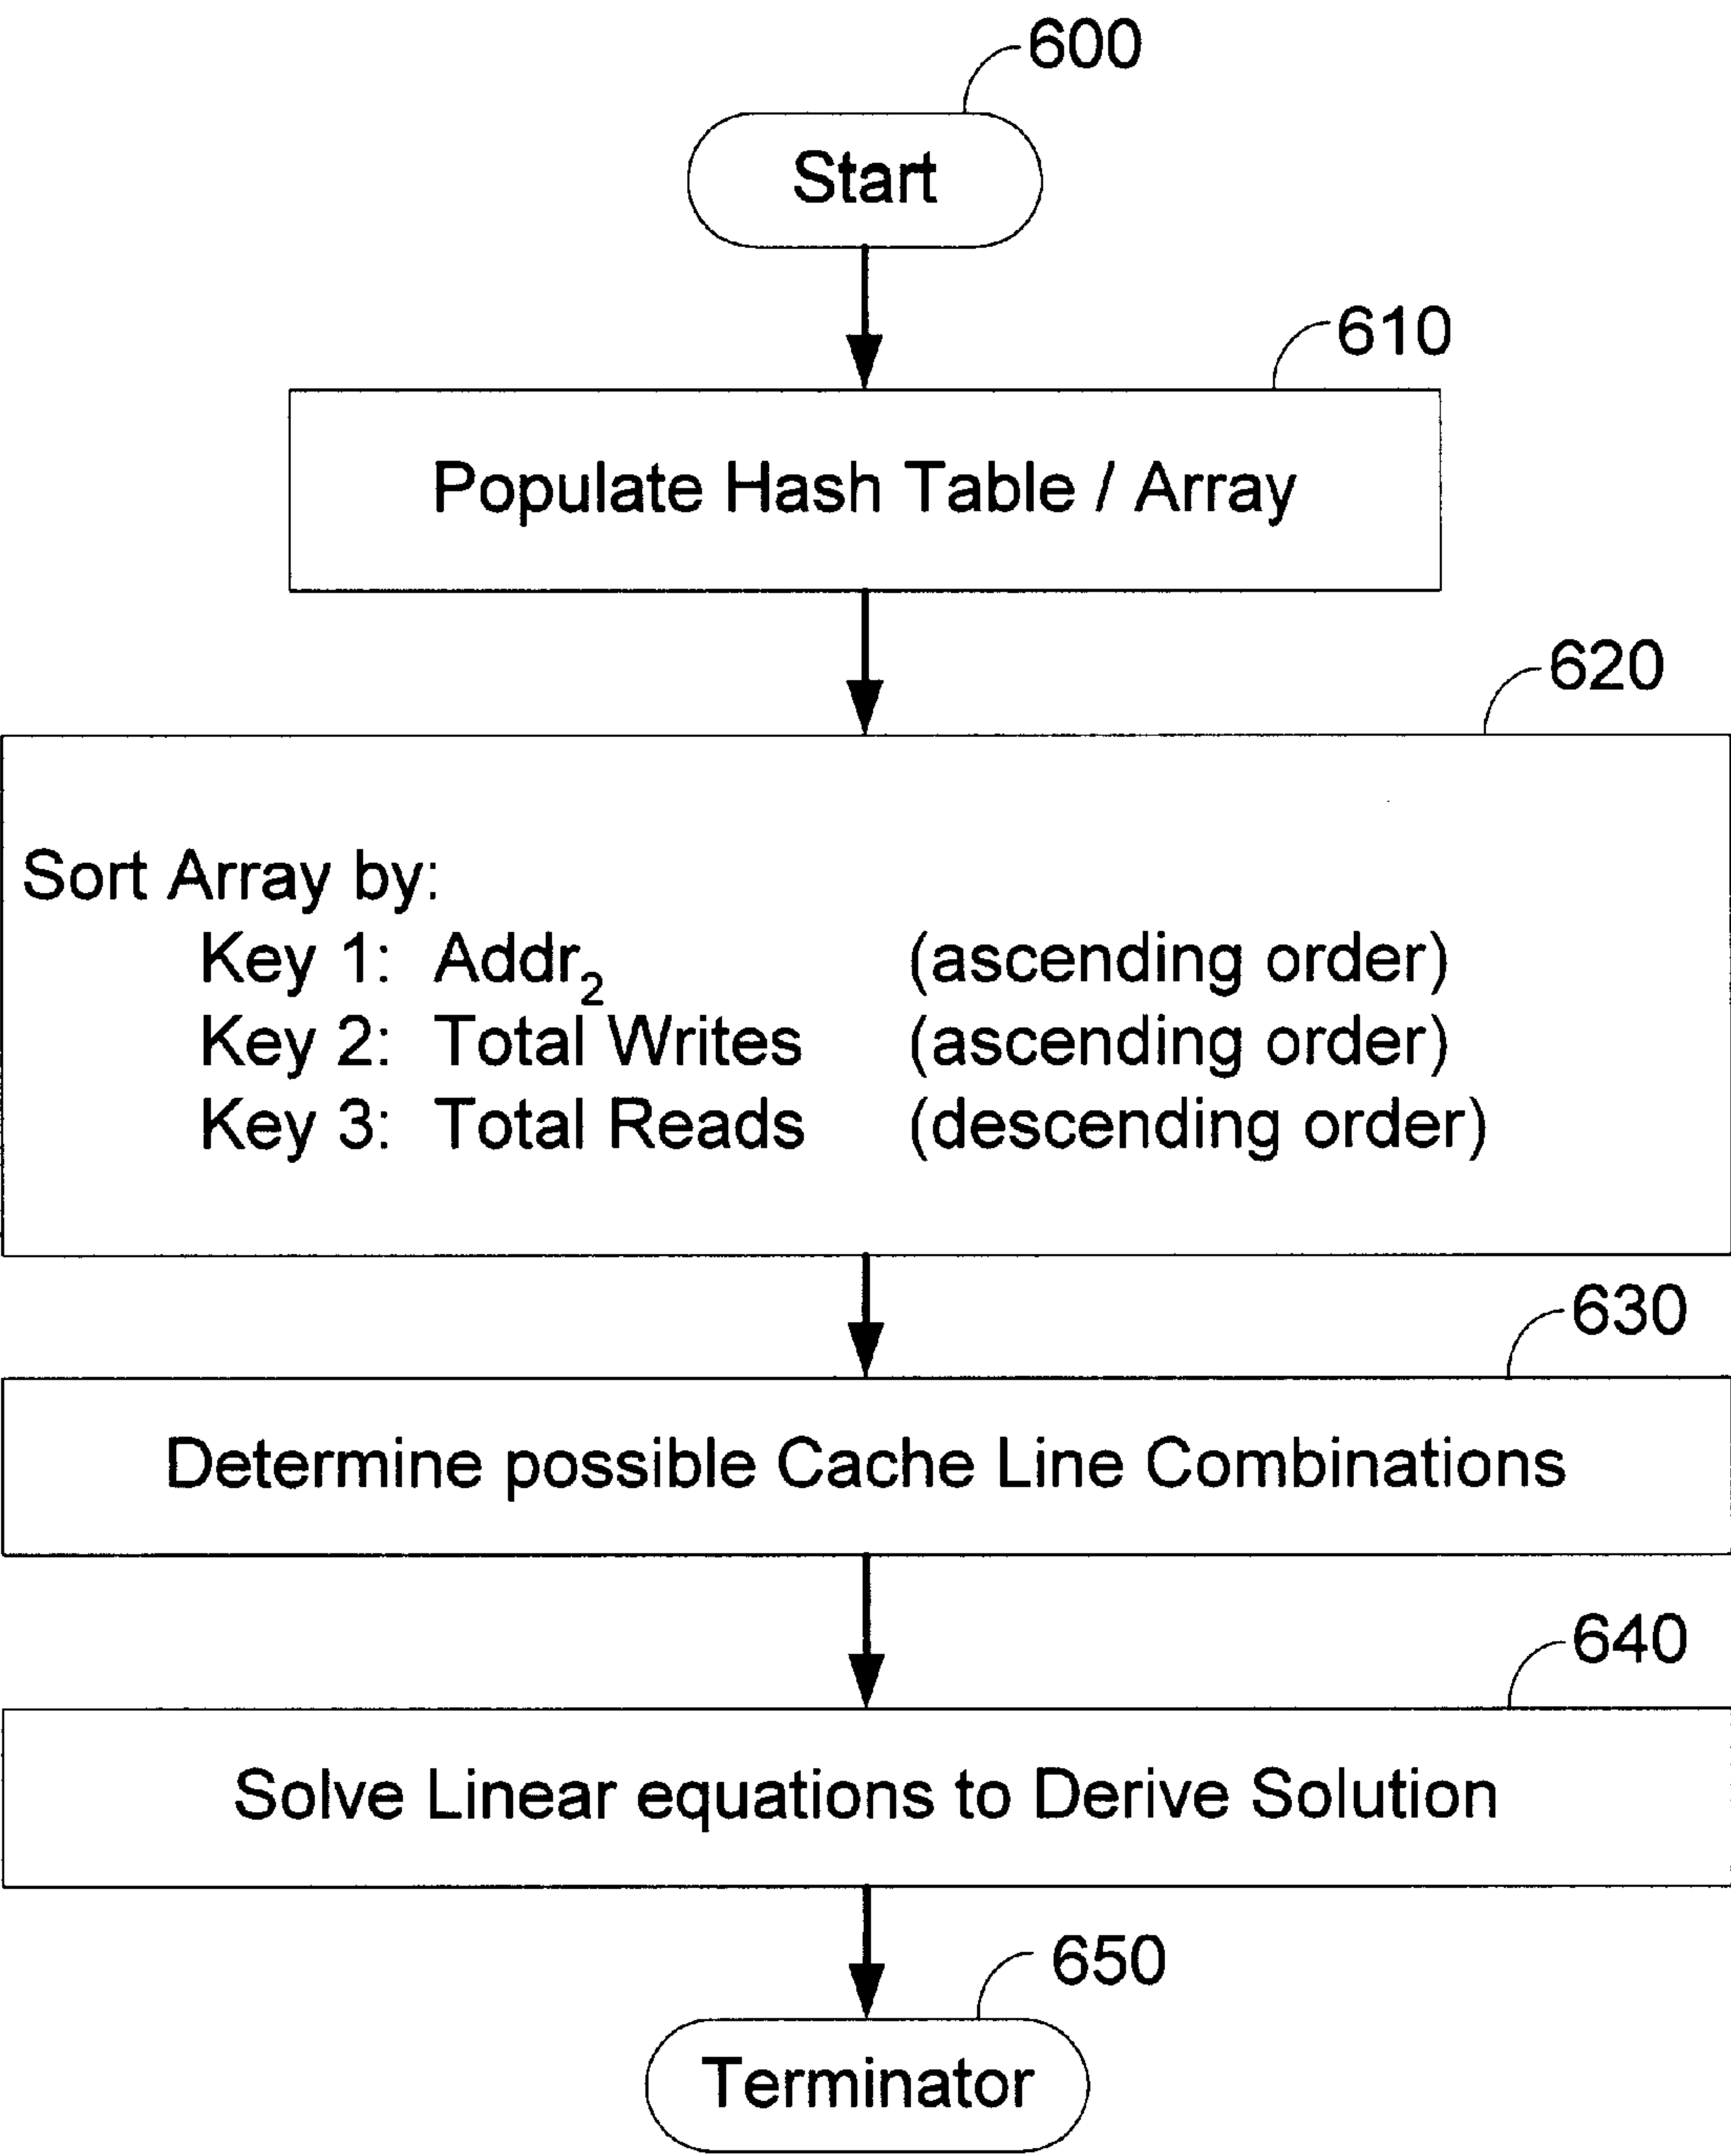 600
Start
610
Populate Hash Table / Array
620
Sort Array by:
Key 1: Addr₂ (ascending order)
Key 2: Total Writes (ascending order)
Key 3: Total Reads (descending order)
630
Determine possible Cache Line Combinations
640
Solve Linear equations to Derive Solution
650
Terminator